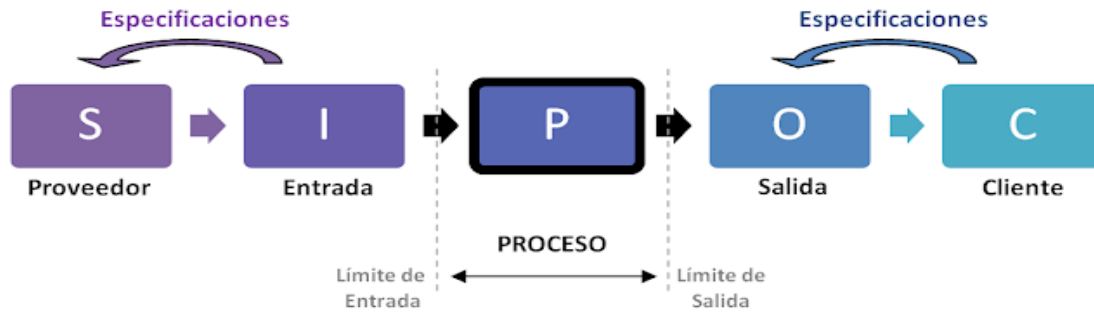 Especificaciones
Especificaciones
S
I
P
O
C
Proveedor
Entrada
Salida
Cliente
PROCESO
Límite de
Entrada
Límite de
Salida